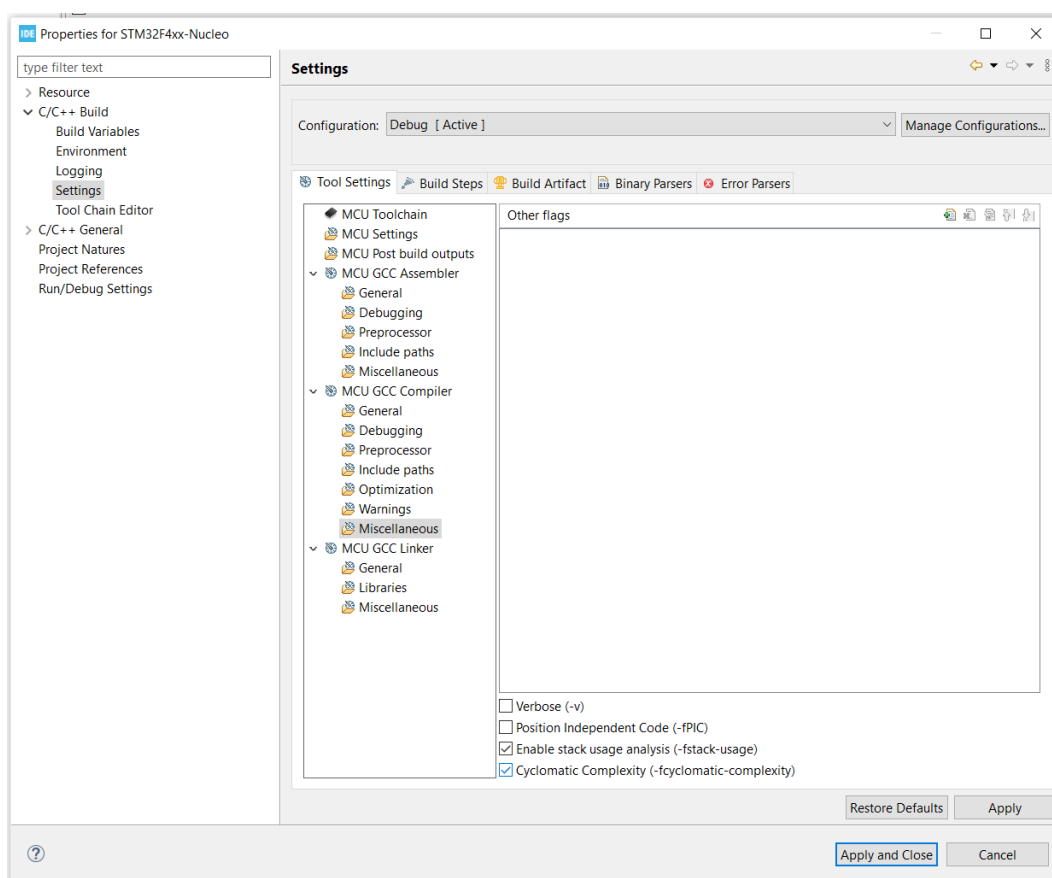 IDE Properties for STM32F4xx-Nucleo
type filter text
Resource
C/C++ Build
Build Variables
Environment
Logging
Settings
Tool Chain Editor
C/C++ General
Project Natures
Project References
Run/Debug Settings
Settings
Configuration: Debug [ Active ]
Manage Configurations...
Tool Settings Build Steps Build Artifact Binary Parsers Error Parsers
MCU Toolchain
MCU Settings
MCU Post build outputs
MCU GCC Assembler
General
Debugging
Preprocessor
Include paths
Miscellaneous
MCU GCC Compiler
General
Debugging
Preprocessor
Include paths
Optimization
Warnings
Miscellaneous
MCU GCC Linker
General
Libraries
Miscellaneous
Other flags
Verbose (-v)
Position Independent Code (-fPIC)
Enable stack usage analysis (-fstack-usage)
Cyclomatic Complexity (-fcyclomatic-complexity)
Restore Defaults Apply
? Apply and Close Cancel